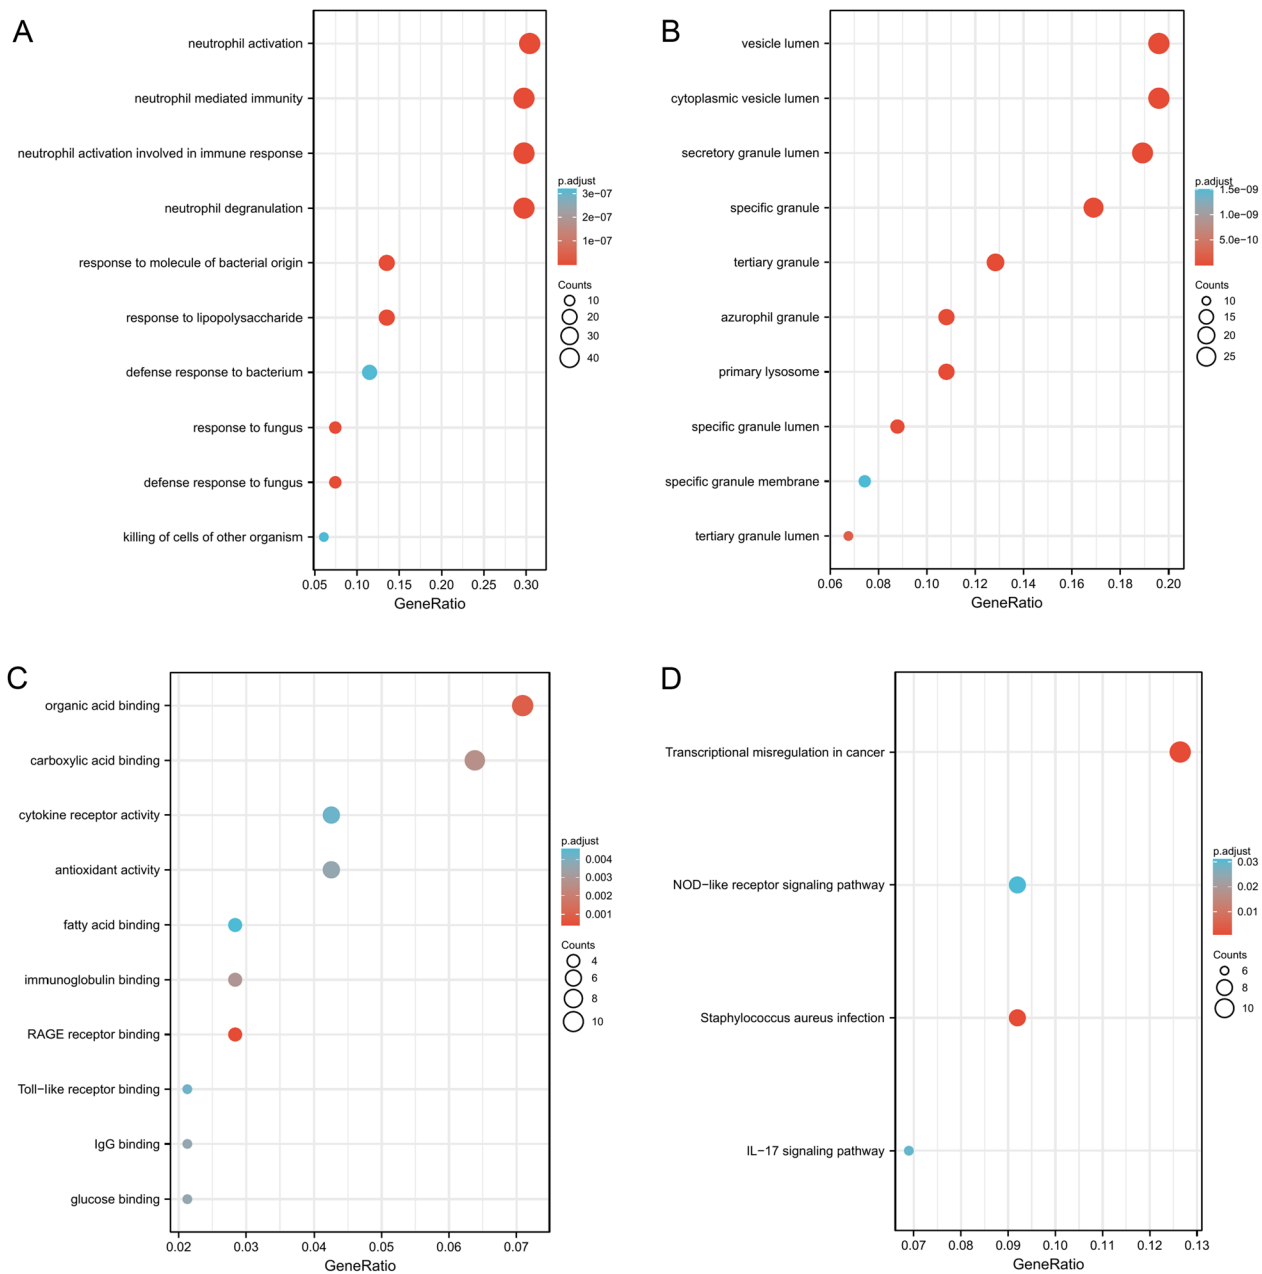 A
neutrophil activation
neutrophil mediated immunity
neutrophil activation involved in immune response
neutrophil degranulation
response to molecule of bacterial origin
response to lipopolysaccharide
defense response to bacterium
response to fungus
defense response to fungus
killing of cells of other organism
0.05 0.10 0.15 0.20 0.25 0.30
GeneRatio
p.adjust
3e−07
2e−07
1e−07
Counts
10
20
30
40
B
vesicle lumen
cytoplasmic vesicle lumen
secretory granule lumen
specific granule
tertiary granule
azurophil granule
primary lysosome
specific granule lumen
specific granule membrane
tertiary granule lumen
0.06 0.08 0.10 0.12 0.14 0.16 0.18 0.20
GeneRatio
p.adjust
1.5e−09
1.0e−09
5.0e−10
Counts
10
15
20
25
C
organic acid binding
carboxylic acid binding
cytokine receptor activity
antioxidant activity
fatty acid binding
immunoglobulin binding
RAGE receptor binding
Toll−like receptor binding
IgG binding
glucose binding
0.02 0.03 0.04 0.05 0.06 0.07
GeneRatio
p.adjust
0.004
0.003
0.002
0.001
Counts
4
6
8
10
D
Transcriptional misregulation in cancer
NOD−like receptor signaling pathway
Staphylococcus aureus infection
IL−17 signaling pathway
0.07 0.08 0.09 0.10 0.11 0.12 0.13
GeneRatio
p.adjust
0.03
0.02
0.01
Counts
6
8
10